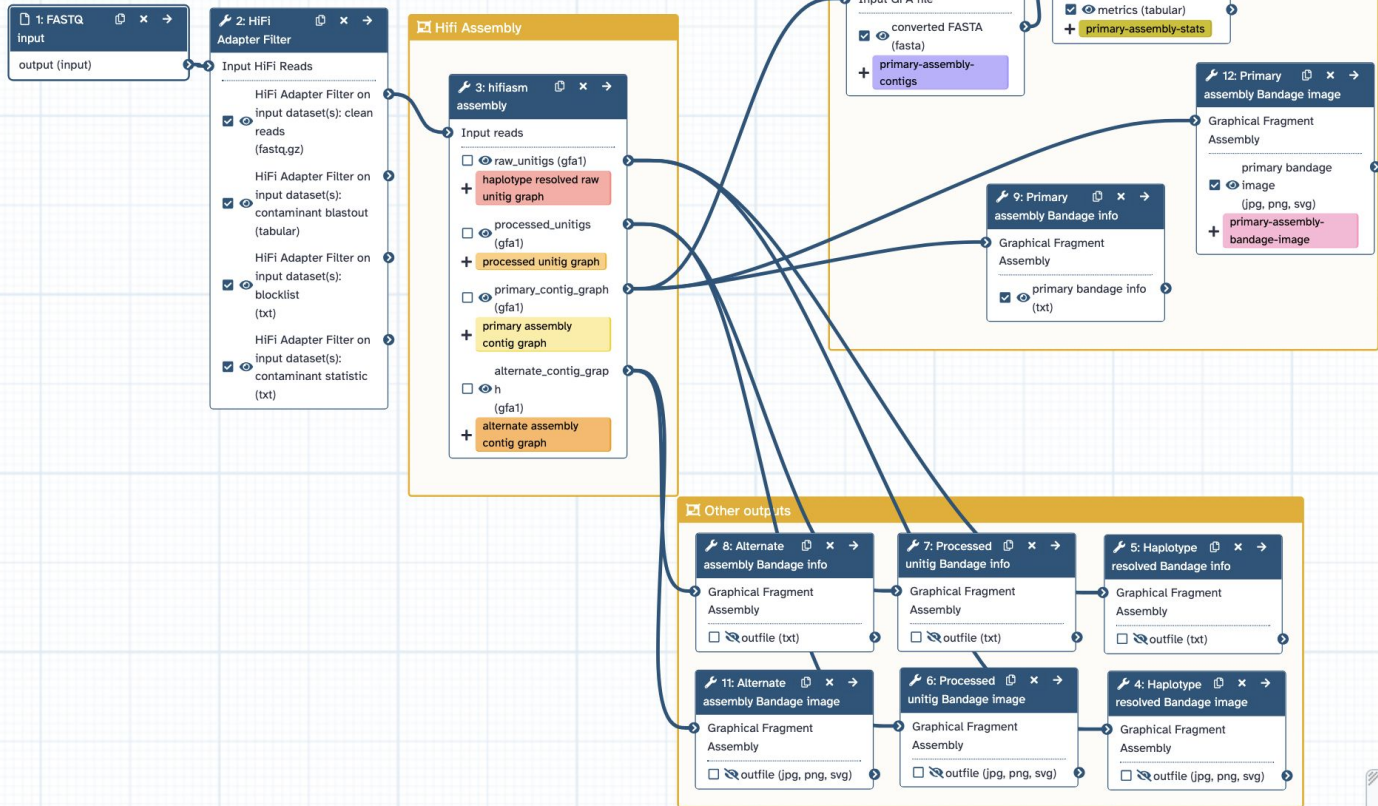 1: FASTQ
input
output (input)
2: HiFi
Adapter Filter
Input HiFi Reads
HiFi Adapter Filter on
input dataset(s): clean
reads
(fastq.gz)
HiFi Adapter Filter on
input dataset(s):
contaminant blastout
(tabular)
HiFi Adapter Filter on
input dataset(s):
blocklist
(txt)
HiFi Adapter Filter on
input dataset(s):
contaminant statistic
(txt)
Hifi Assembly
3: hifiasm
assembly
Input reads
raw_unitigs (gfa1)
haplotype resolved raw
unitig graph
processed_unitigs
(gfa1)
processed unitig graph
primary_contig_graph
(gfa1)
primary assembly
contig graph
alternate_contig_grap
h
(gfa1)
alternate assembly
contig graph
Input GFA file
converted FASTA
(fasta)
primary-assembly-
contigs
metrics (tabular)
primary-assembly-stats
12: Primary
assembly Bandage image
Graphical Fragment
Assembly
primary bandage
image
(jpg, png, svg)
primary-assembly-
bandage-image
9: Primary
assembly Bandage info
Graphical Fragment
Assembly
primary bandage info
(txt)
Other outputs
8: Alternate
assembly Bandage info
Graphical Fragment
Assembly
outfile (txt)
7: Processed
unitig Bandage info
Graphical Fragment
Assembly
outfile (txt)
5: Haplotype
resolved Bandage info
Graphical Fragment
Assembly
outfile (txt)
11: Alternate
assembly Bandage image
Graphical Fragment
Assembly
outfile (jpg, png, svg)
6: Processed
unitig Bandage image
Graphical Fragment
Assembly
outfile (jpg, png, svg)
4: Haplotype
resolved Bandage image
Graphical Fragment
Assembly
outfile (jpg, png, svg)